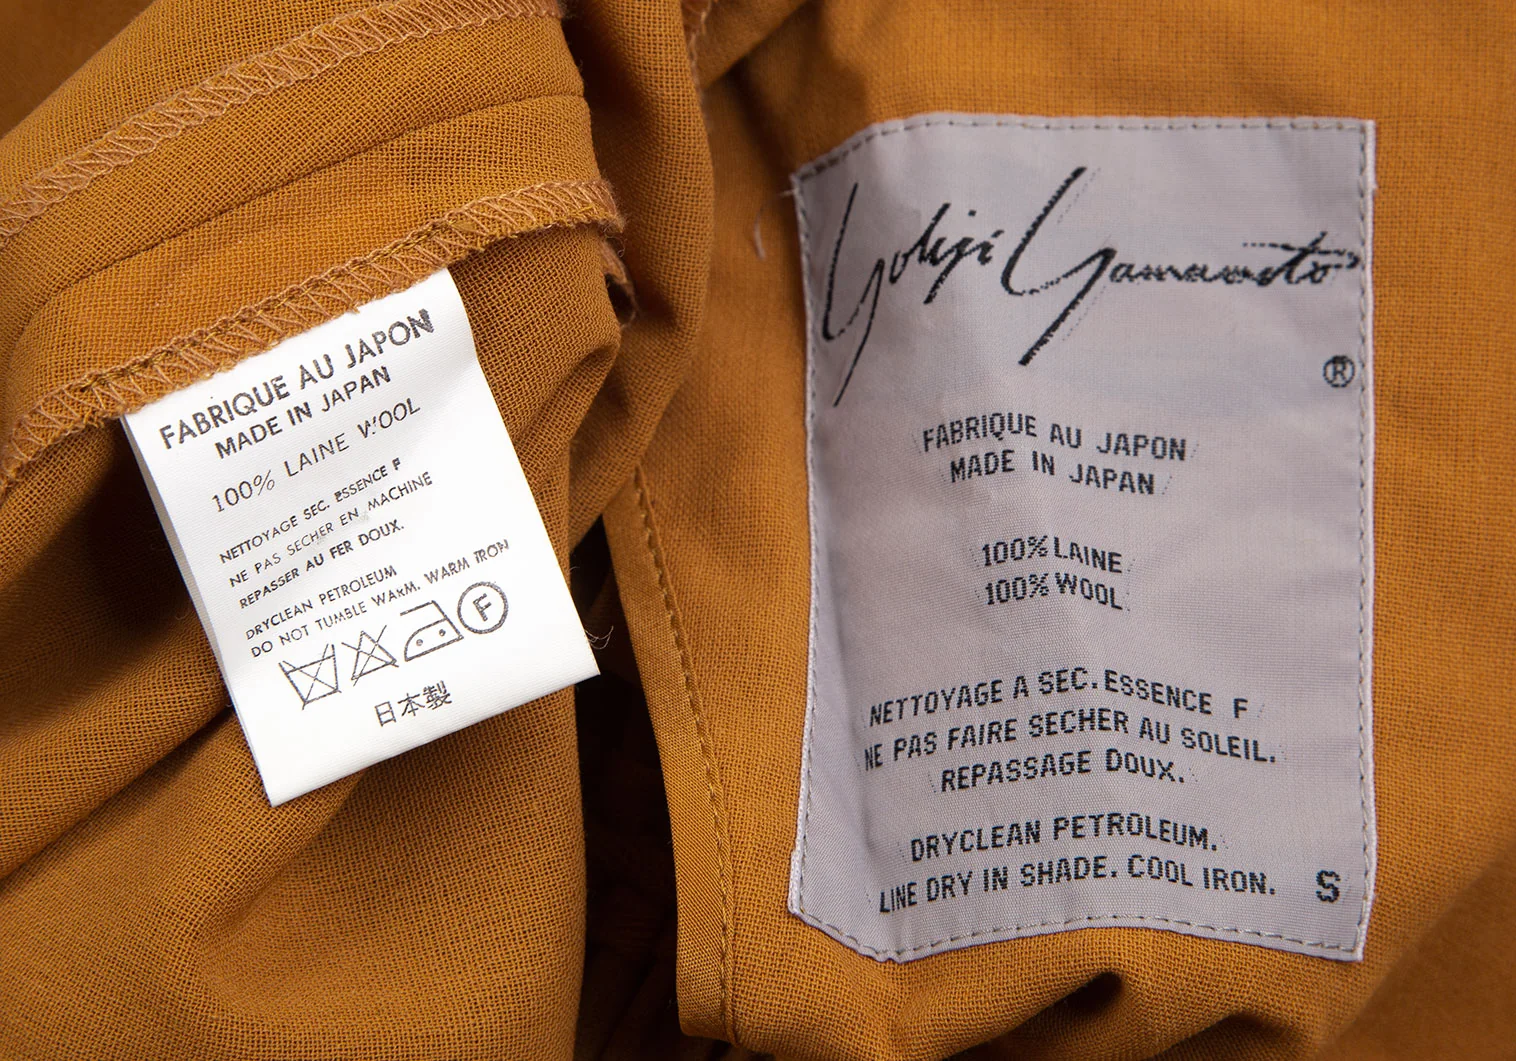 FABRIQUE AU JAPON
MADE IN JAPAN
100% LAINE WOOL
NETTOYAGE SEC. ESSENCE F
NE PAS SECHER EN MACHINE
REPASSER AU FER DOUX.
DRYCLEAN PETROLEUM
DO NOT TUMBLE WARM. WARM IRON
F
日本製
Yohji Yamamoto
®
FABRIQUE AU JAPON
MADE IN JAPAN
100% LAINE
100% WOOL
NETTOYAGE A SEC. ESSENCE F
NE PAS FAIRE SECHER AU SOLEIL.
REPASSAGE DOUX.
DRYCLEAN PETROLEUM.
LINE DRY IN SHADE. COOL IRON. S